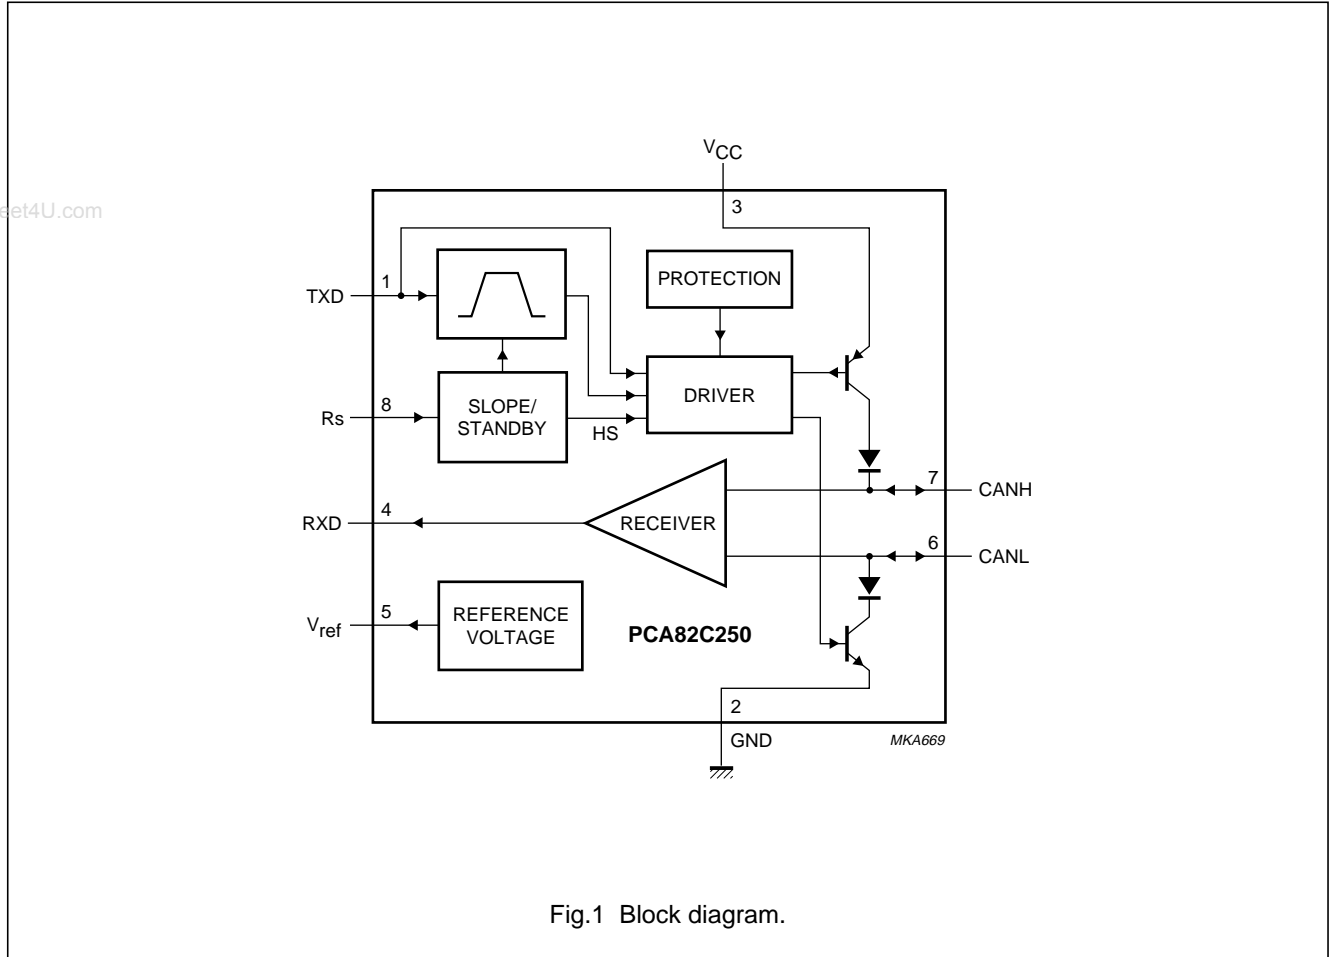 VCC
eet4U.com
3
PROTECTION
1
TXD
DRIVER
8
Rs
SLOPE/
STANDBY
HS
7
CANH
4
RXD
RECEIVER
6
CANL
5
Vref
REFERENCE
VOLTAGE
PCA82C250
2
GND
MKA669
Fig.1 Block diagram.